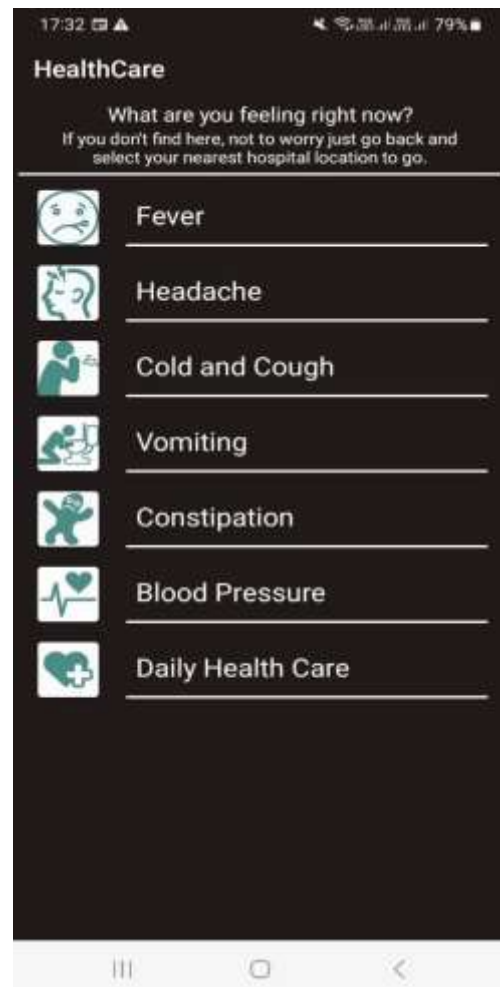 17:32 79%
HealthCare
What are you feeling right now?
If you don't find here, not to worry just go back and
select your nearest hospital location to go.
Fever
Headache
Cold and Cough
Vomiting
Constipation
Blood Pressure
Daily Health Care